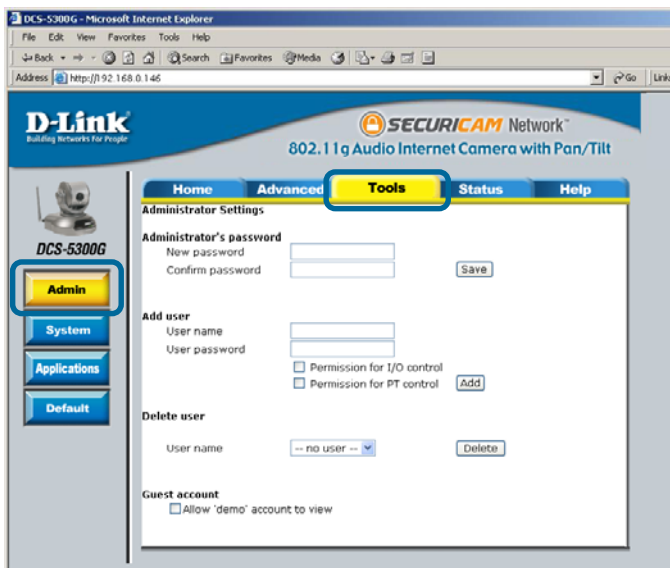 DCS-5300G - Microsoft Internet Explorer
File Edit View Favorites Tools Help
Back Search Favorites Media
Address http://192.168.0.146 Go Links
D-Link
Building Networks for People
SECURICAM Network™
802.11g Audio Internet Camera with Pan/Tilt
Home Advanced Tools Status Help
DCS-5300G
Admin
System
Applications
Default
Administrator Settings
Administrator's password
New password
Confirm password Save
Add user
User name
User password
Permission for I/O control
Permission for PT control Add
Delete user
User name -- no user -- Delete
Guest account
Allow 'demo' account to view